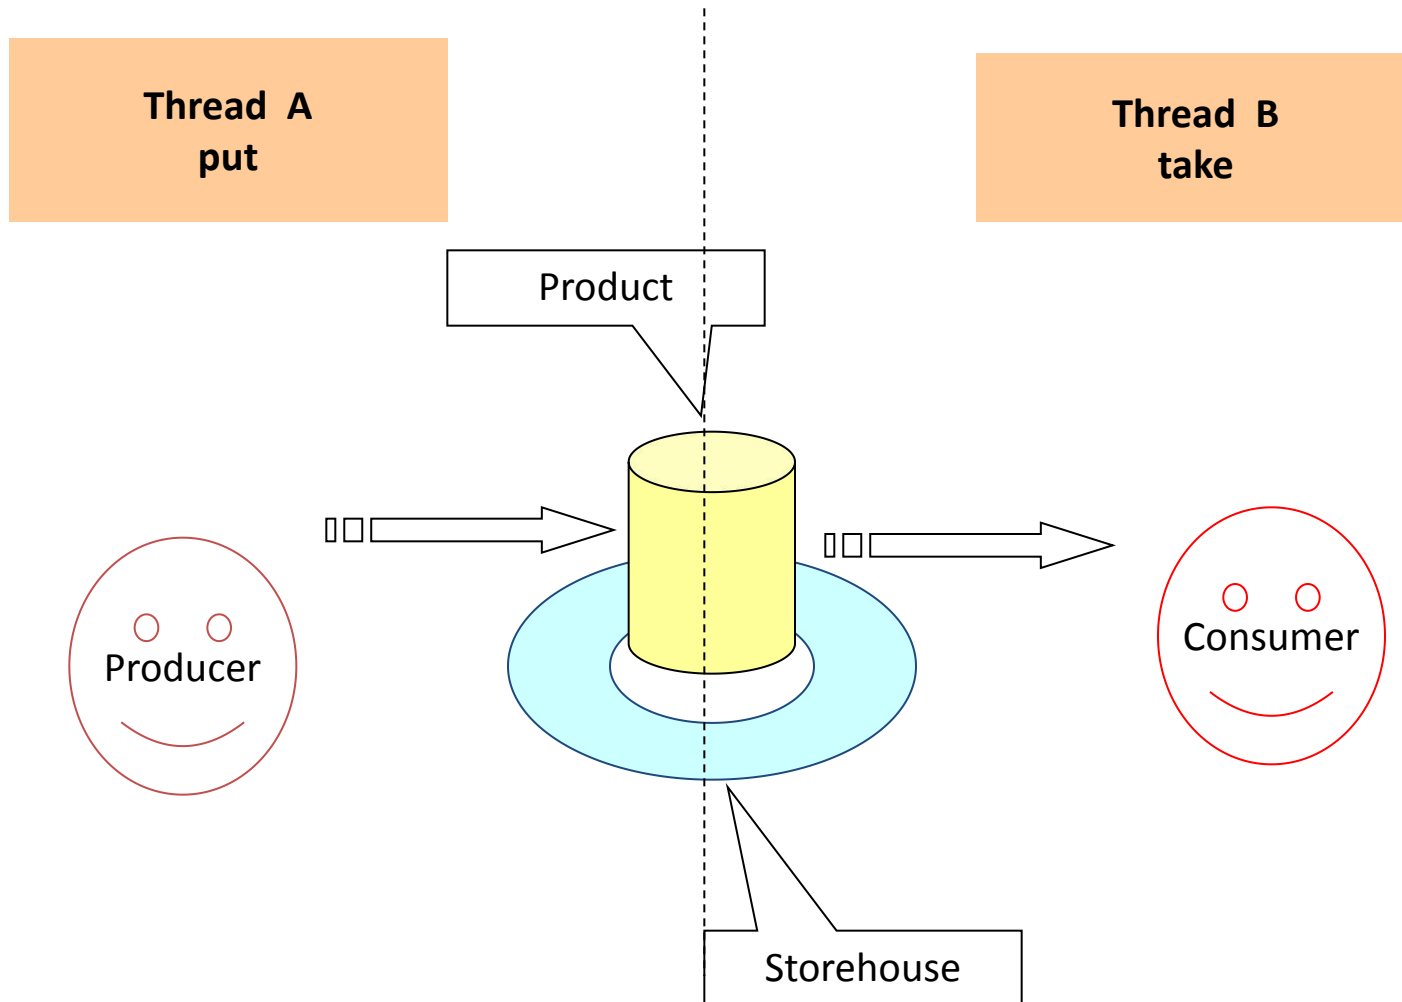 Thread  A
put
Thread  B
take
Product
Producer
Consumer
Storehouse